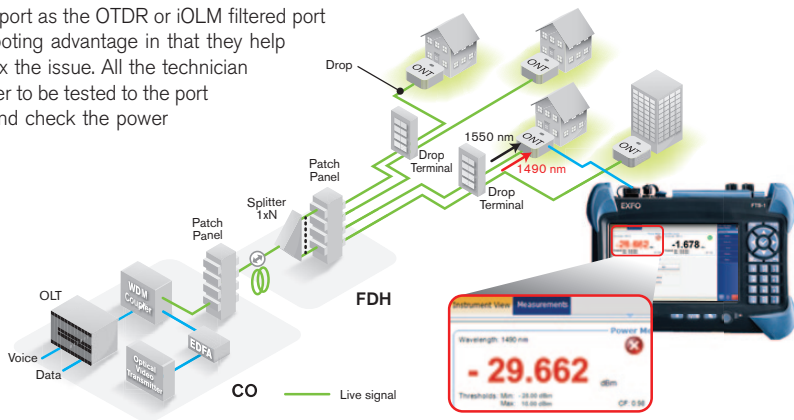 port as the OTDR or iOLM filtered port
ooting advantage in that they help
x the issue. All the technician
er to be tested to the port
nd check the power
Drop
ONT
ONT
ONT
ONT
1550 nm
1490 nm
Drop
Terminal
Drop
Terminal
Patch
Panel
Splitter
1xN
Patch
Panel
FDH
OLT
WDM
Coupler
EDFA
Optical
Video
Transmitter
Voice
Data
CO
Live signal
EXFO
FTB-1
-29.662
-1.678
Instrument View Measurements
Power Me
Wavelength: 1490 nm
- 29.662
dBm
Thresholds: Min: -28.00 dBm
Max: 10.00 dBm
CF: 0.98